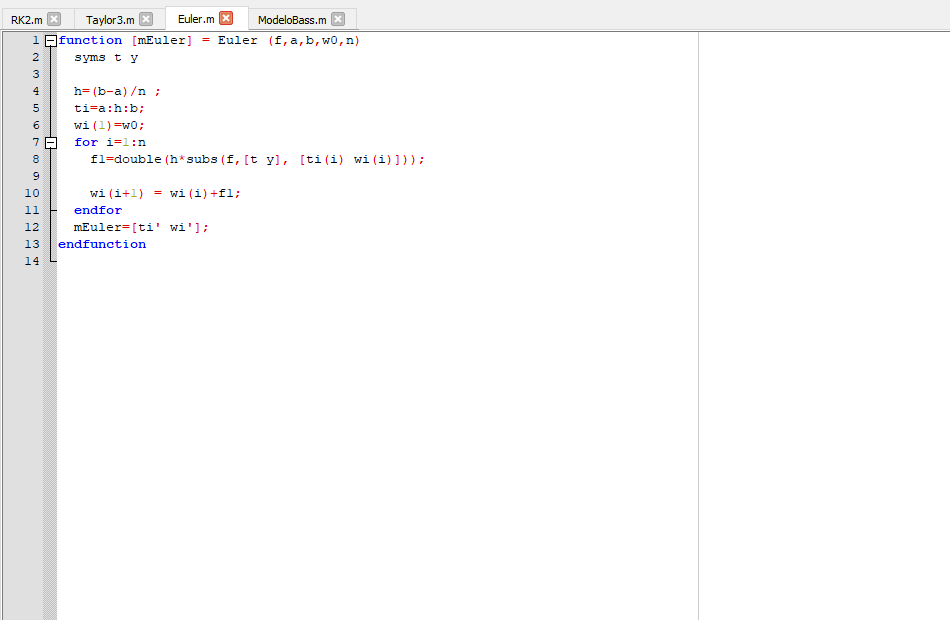 RK2.m Taylor3.m Euler.m ModeloBass.m
1 function [mEuler] = Euler (f,a,b,w0,n)
2 syms t y
3
4 h=(b-a)/n ;
5 ti=a:h:b;
6 wi(1)=w0;
7 for i=1:n
8 f1=double(h*subs(f,[t y], [ti(i) wi(i)]));
9
10 wi(i+1) = wi(i)+f1;
11 endfor
12 mEuler=[ti' wi'];
13 endfunction
14